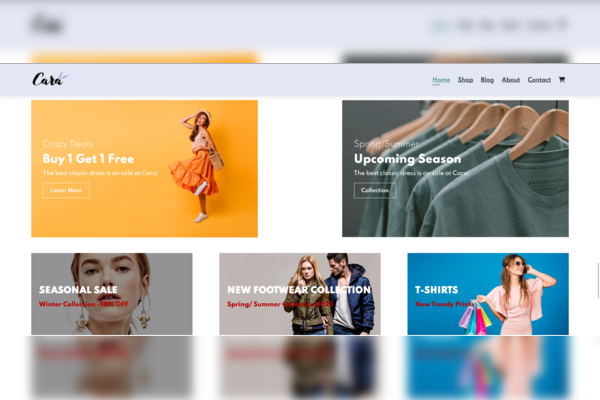 Cara
Home Shop Blog About Contact
Crazy Deals
Buy 1 Get 1 Free
The best classic dress is on sale at Cara!
Learn More
Spring/Summer
Upcoming Season
The best classic dress is on sale at Cara!
Collection
SEASONAL SALE
Winter Collection -50% OFF
NEW FOOTWEAR COLLECTION
Spring/ Summer
T-SHIRTS
New Trendy Prints